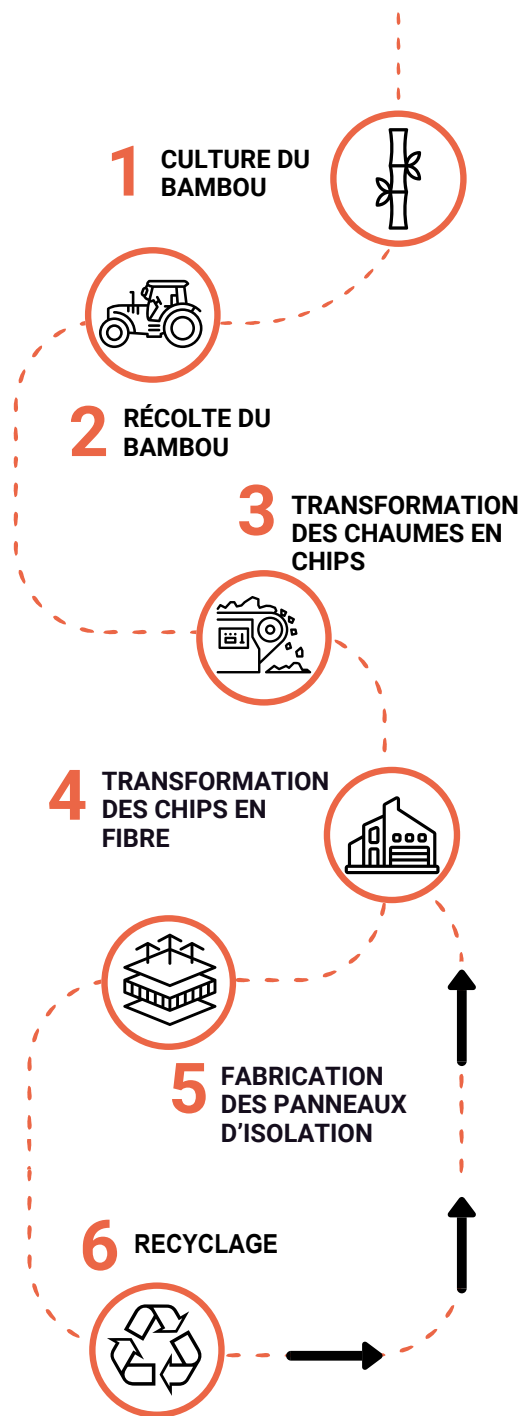 1 CULTURE DU
BAMBOU
2 RÉCOLTE DU
BAMBOU
3 TRANSFORMATION
DES CHAUMES EN
CHIPS
4 TRANSFORMATION
DES CHIPS EN
FIBRE
5 FABRICATION
DES PANNEAUX
D’ISOLATION
6 RECYCLAGE